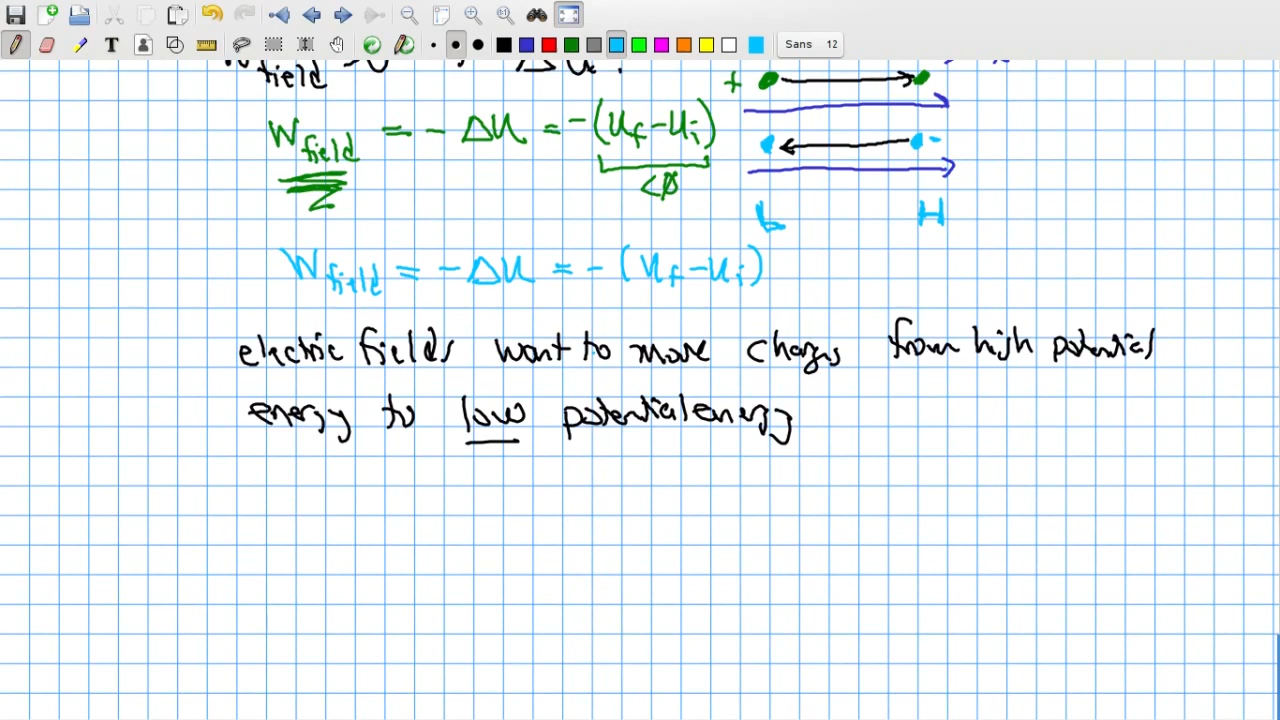 Sans 12
W field
ΔU
+
W field = - ΔU = -(Uf - Ui)
<0
-
L H
W field = - ΔU = - (Uf - Ui)
electric fields want to move charges from high potential
energy to low potential energy